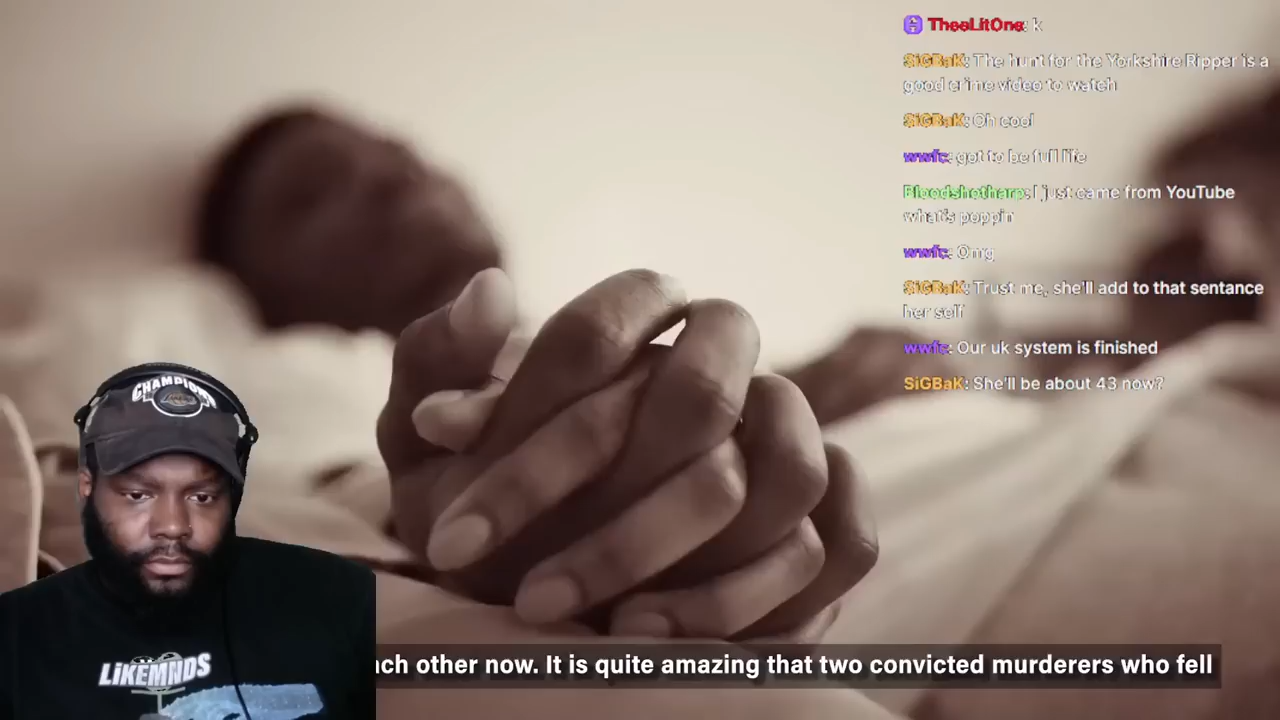 TheeLitOne: k
SiGBaK: The hunt for the Yorkshire Ripper is a
good crime video to watch
SiGBaK: Oh cool
wwfc: got to be full life
Bloodshotharp: I just came from YouTube
what's poppin
wwfc: Omg
SiGBaK: Trust me, she'll add to that sentance
her self
wwfc: Our uk system is finished
SiGBaK: She'll be about 43 now?
CHAMPIONS
LiKEMNDS
ach other now. It is quite amazing that two convicted murderers who fell